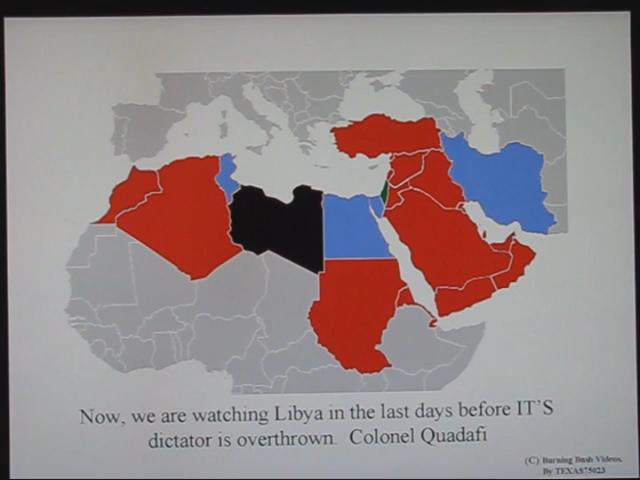 Now, we are watching Libya in the last days before IT'S
dictator is overthrown.  Colonel Quadafi
(C) Burning Bush Videos.
By TEXAS75023